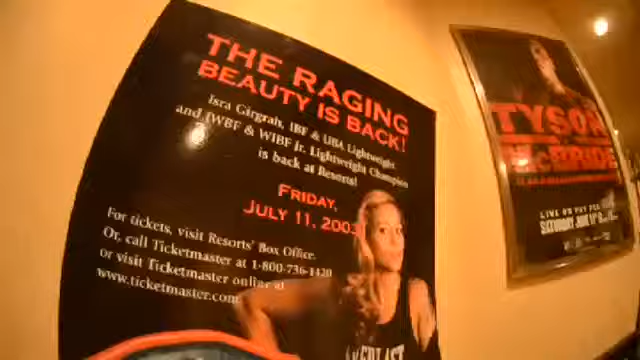 THE RAGING
BEAUTY IS BACK!
Isra Girgrah, IBF & UBA Lightweight
and IWBF & WIBF Jr. Lightweight Champion
is back at Resorts!
FRIDAY,
JULY 11, 2003
For tickets, visit Resorts' Box Office.
Or, call Ticketmaster at 1-800-736-1420
or visit Ticketmaster online at
www.ticketmaster.com
TYSON
McBRIDE
LIVE ON PAY PER
SATURDAY, JUNE 11